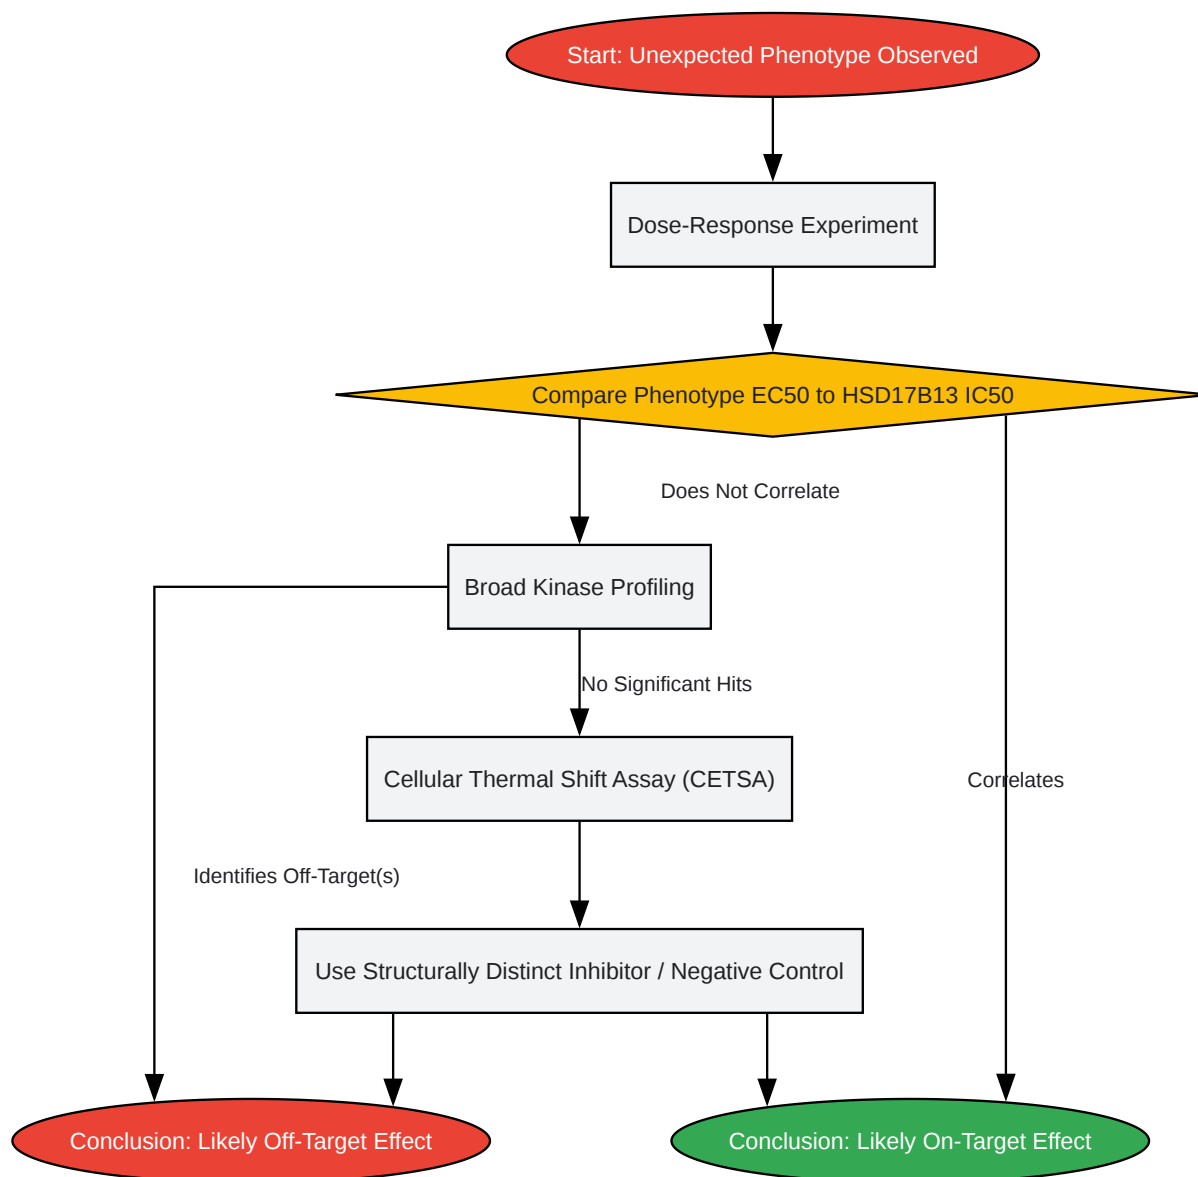 Start: Unexpected Phenotype Observed
Dose-Response Experiment
Compare Phenotype EC50 to HSD17B13 IC50
Does Not Correlate
Broad Kinase Profiling
No Significant Hits
Cellular Thermal Shift Assay (CETSA)
Correlates
Identifies Off-Target(s)
Use Structurally Distinct Inhibitor / Negative Control
Conclusion: Likely Off-Target Effect
Conclusion: Likely On-Target Effect